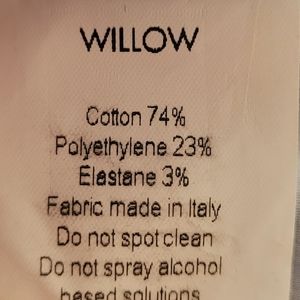 WILLOW
Cotton 74%
Polyethylene 23%
Elastane 3%
Fabric made in Italy
Do not spot clean
Do not spray alcohol
based solutions